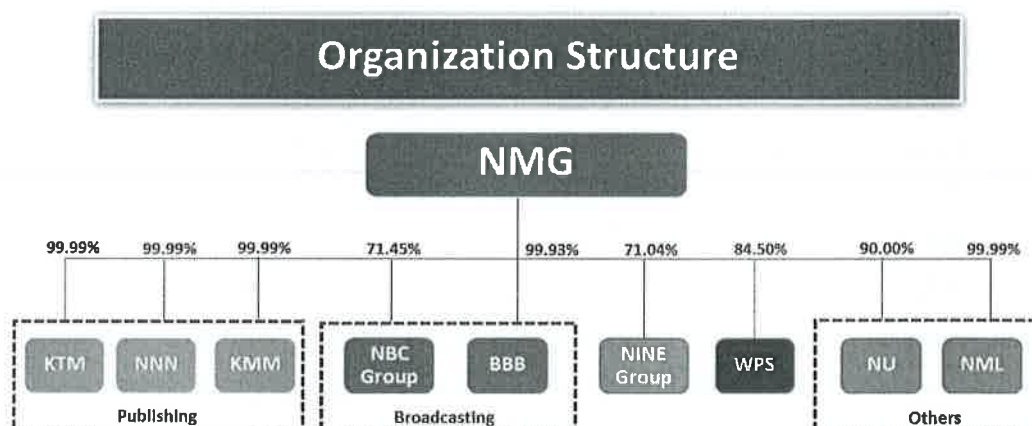 Organization Structure
NMG
99.99% 99.99% 99.99% 71.45% 99.93% 71.04% 84.50% 90.00% 99.99%
KTM NNN KMM NBC Group BBB NINE Group WPS NU NML
Publishing Broadcasting Others